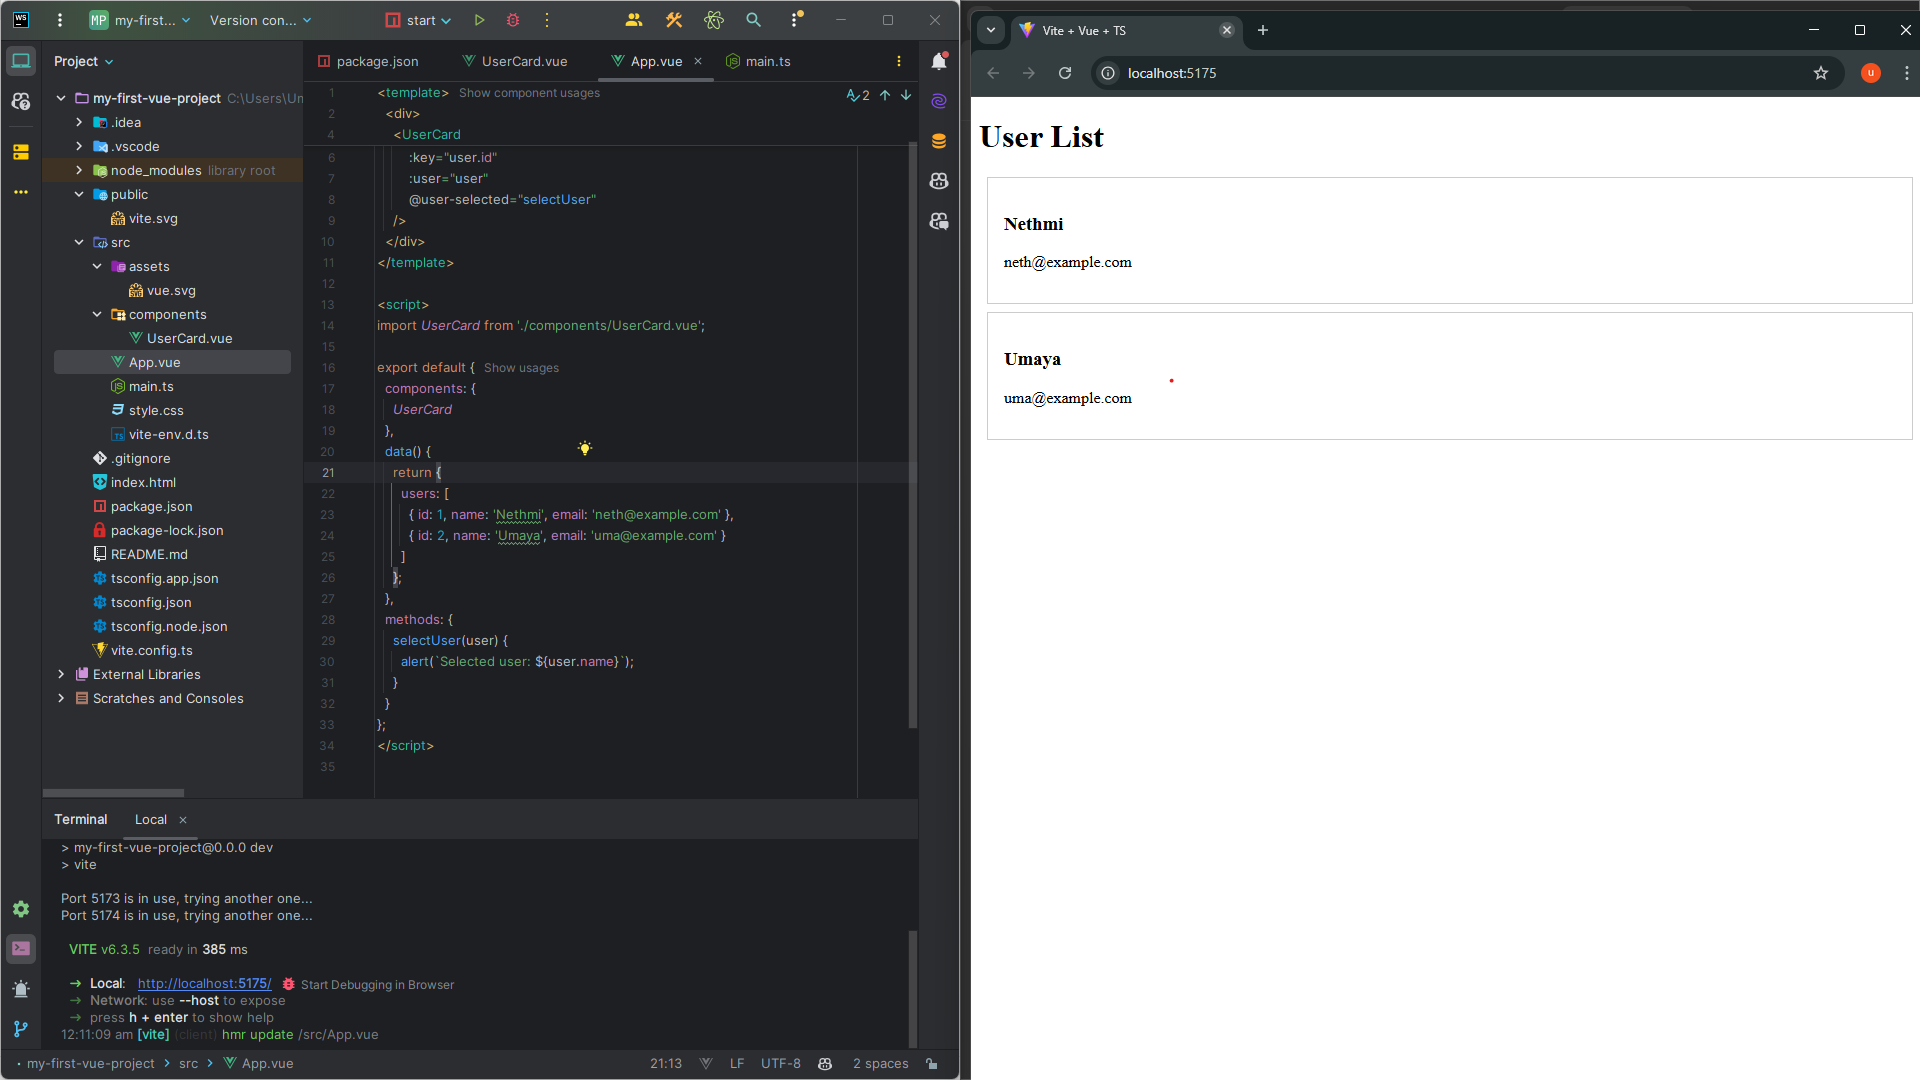 WS
MP my-first...
Version con...
start
Project
my-first-vue-project C:\Users\Un
.idea
.vscode
node_modules library root
public
vite.svg
src
assets
vue.svg
components
UserCard.vue
App.vue
main.ts
style.css
vite-env.d.ts
.gitignore
index.html
package.json
package-lock.json
README.md
tsconfig.app.json
tsconfig.json
tsconfig.node.json
vite.config.ts
External Libraries
Scratches and Consoles
package.json
UserCard.vue
App.vue
main.ts
2
1 <template> Show component usages
2 <div>
4 <UserCard
6 :key="user.id"
7 :user="user"
8 @user-selected="selectUser"
9 />
10 </div>
11 </template>
12
13 <script>
14 import UserCard from './components/UserCard.vue';
15
16 export default { Show usages
17 components: {
18 UserCard
19 },
20 data() {
21 return {
22 users: [
23 { id: 1, name: 'Nethmi', email: 'neth@example.com' },
24 { id: 2, name: 'Umaya', email: 'uma@example.com' }
25 ]
26 };
27 },
28 methods: {
29 selectUser(user) {
30 alert(`Selected user: ${user.name}`);
31 }
32 }
33 };
34 </script>
35
Terminal
Local
> my-first-vue-project@0.0.0 dev
> vite
Port 5173 is in use, trying another one...
Port 5174 is in use, trying another one...
VITE v6.3.5 ready in 385 ms
➜ Local: http://localhost:5175/ Start Debugging in Browser
➜ Network: use --host to expose
➜ press h + enter to show help
12:11:09 am [vite] (client) hmr update /src/App.vue
my-first-vue-project > src > App.vue
21:13
LF
UTF-8
2 spaces
Vite + Vue + TS
localhost:5175
u
User List
Nethmi
neth@example.com
Umaya
uma@example.com